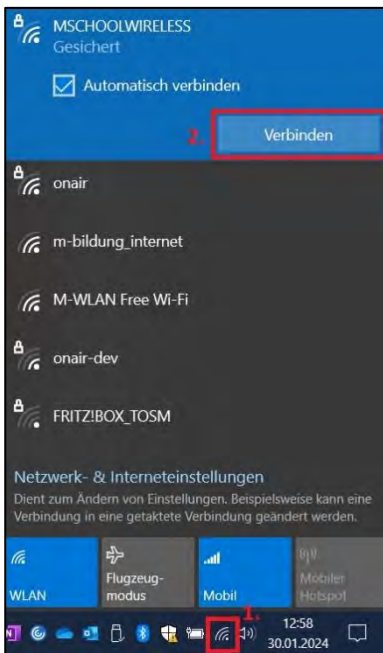 MSCHOOLWIRELESS
Gesichert
Automatisch verbinden
2.
Verbinden
onair
m-bildung_internet
M-WLAN Free Wi-Fi
onair-dev
FRITZ!BOX_TOSM
Netzwerk- & Interneteinstellungen
Dient zum Ändern von Einstellungen. Beispielsweise kann eine
Verbindung in eine getaktete Verbindung geändert werden.
WLAN
Flugzeug-
modus
Mobil
Mobiler
Hotspot
1.
12:58
30.01.2024